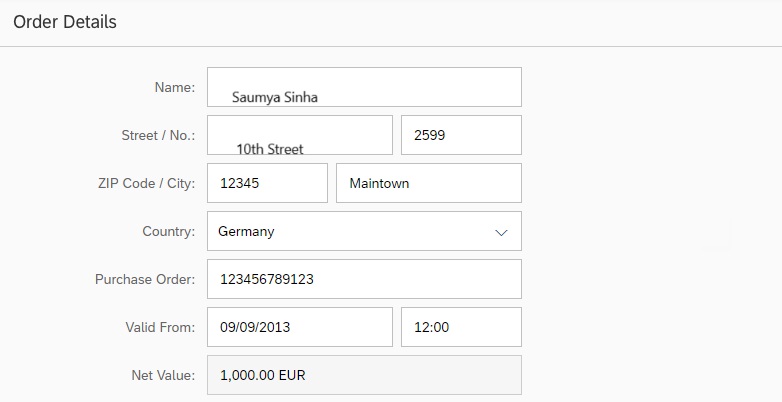 Order Details
Name: Saumya Sinha
Street / No.: 10th Street 2599
ZIP Code / City: 12345 Maintown
Country: Germany
Purchase Order: 123456789123
Valid From: 09/09/2013 12:00
Net Value: 1,000.00 EUR